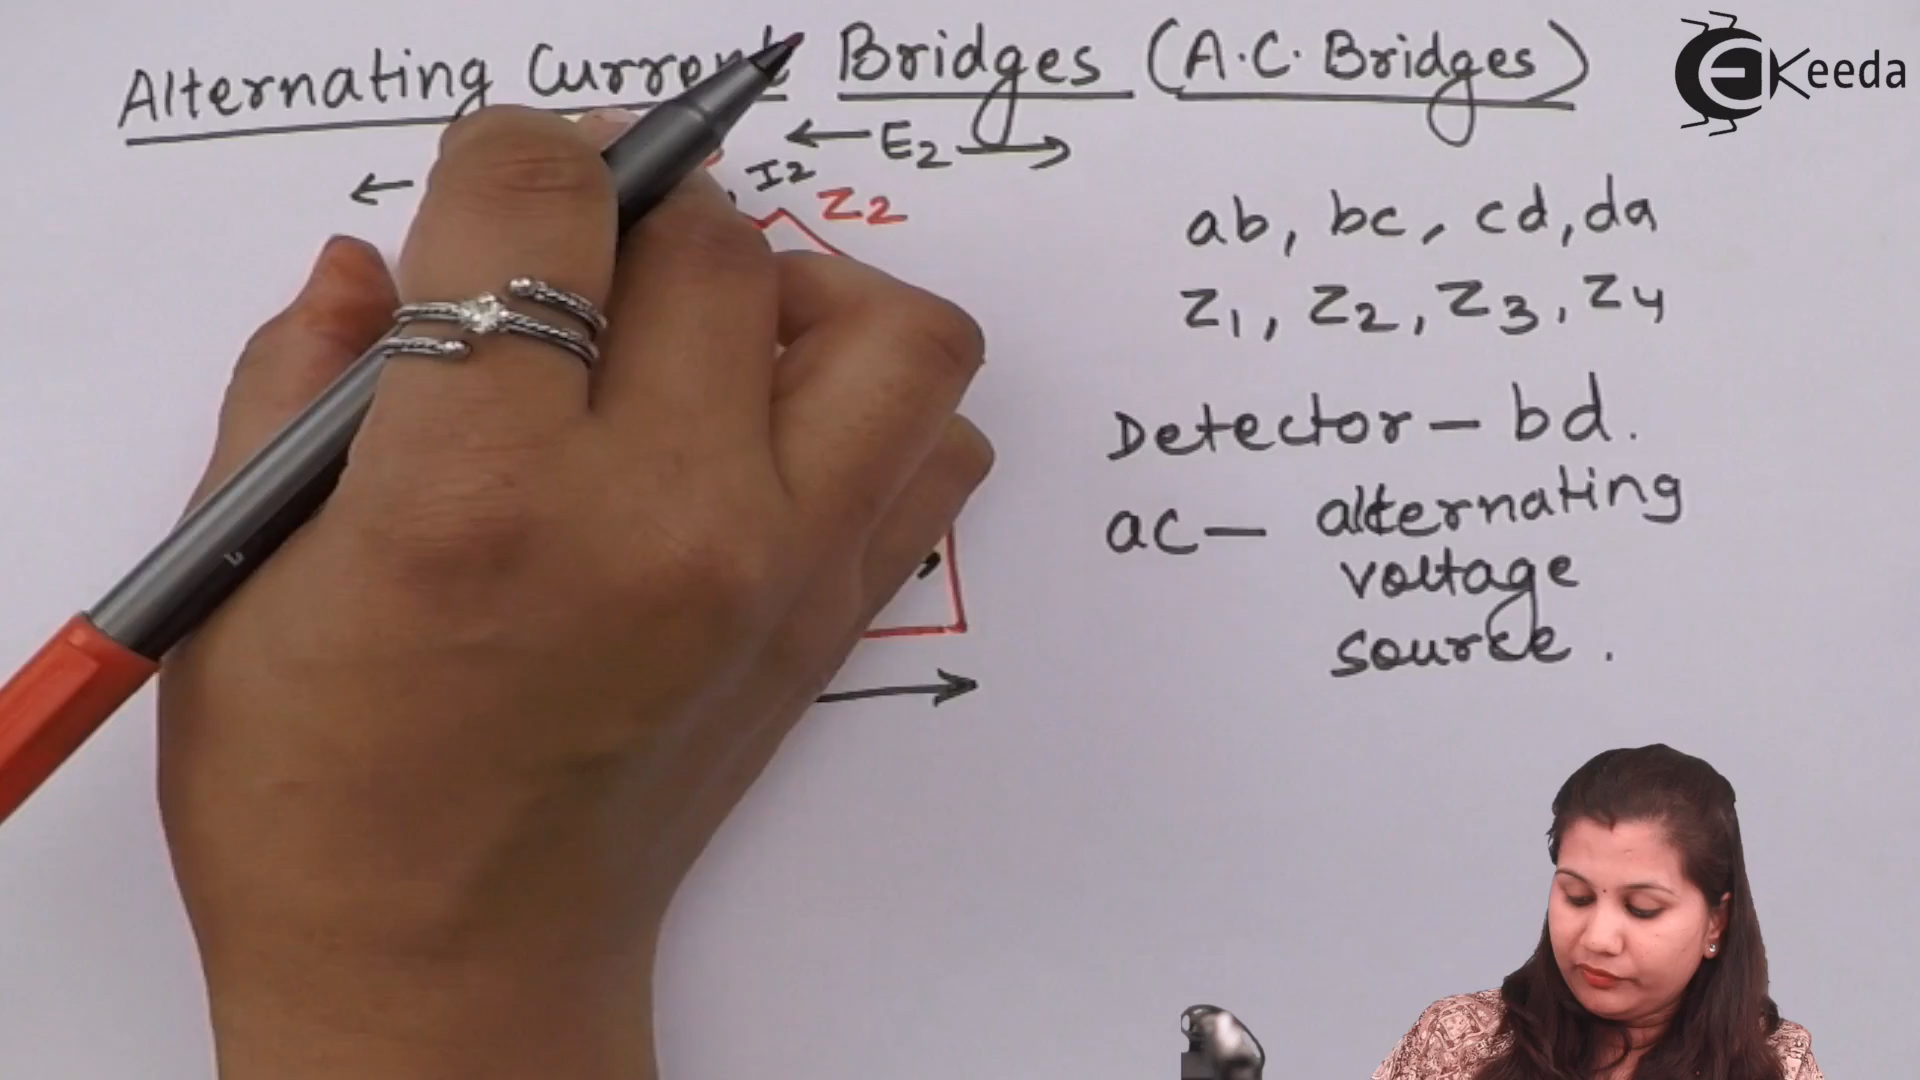 Alternating Current Bridges (A.C. Bridges)
EKeeda
E2
I2
Z2
ab, bc, cd, da
Z1, Z2, Z3, Z4
Detector - bd.
ac - alternating
voltage
source.